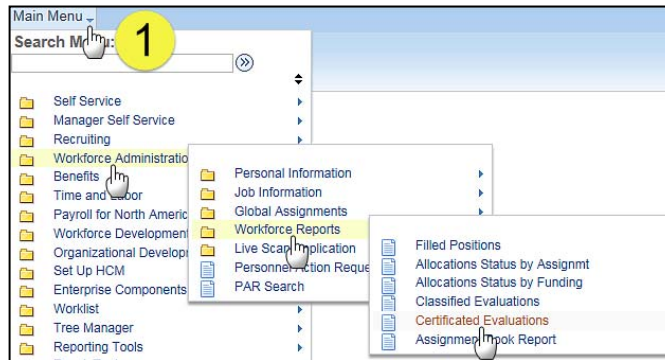 Main Menu
1
Search Menu:
Self Service
Manager Self Service
Recruiting
Workforce Administratio
Benefits
Time and Labor
Payroll for North Americ
Workforce Development
Organizational Develop
Set Up HCM
Enterprise Components
Worklist
Tree Manager
Reporting Tools
Personal Information
Job Information
Global Assignments
Workforce Reports
Live Scan Application
Personnel Action Reque
PAR Search
Filled Positions
Allocations Status by Assignmt
Allocations Status by Funding
Classified Evaluations
Certificated Evaluations
Assignment Book Report